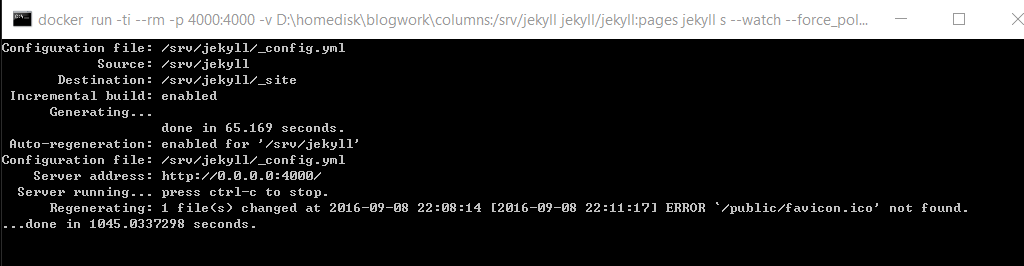 docker run -ti --rm -p 4000:4000 -v D:\homedisk\blogwork\columns:/srv/jekyll jekyll/jekyll:pages jekyll s --watch --force_pol...
Configuration file: /srv/jekyll/_config.yml
Source: /srv/jekyll
Destination: /srv/jekyll/_site
Incremental build: enabled
Generating...
done in 65.169 seconds.
Auto-regeneration: enabled for '/srv/jekyll'
Configuration file: /srv/jekyll/_config.yml
Server address: http://0.0.0.0:4000/
Server running... press ctrl-c to stop.
Regenerating: 1 file(s) changed at 2016-09-08 22:08:14 [2016-09-08 22:11:17] ERROR `/public/favicon.ico' not found.
...done in 1045.0337298 seconds.